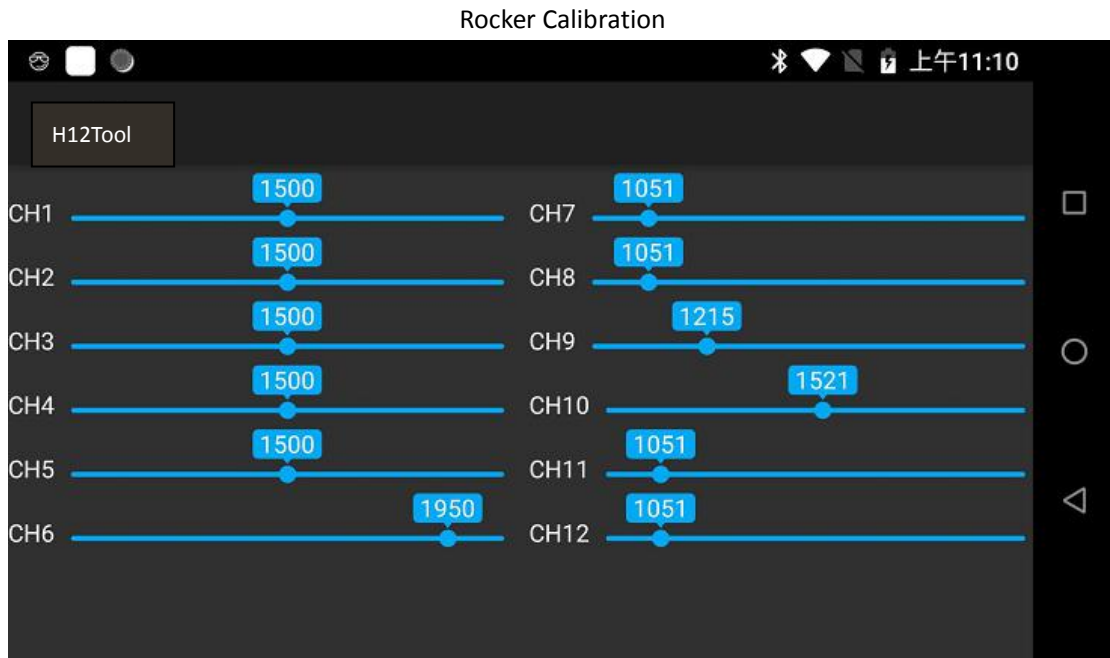 Rocker Calibration
上午11:10
H12Tool
CH1 1500
CH2 1500
CH3 1500
CH4 1500
CH5 1500
CH6 1950
CH7 1051
CH8 1051
CH9 1215
CH10 1521
CH11 1051
CH12 1051